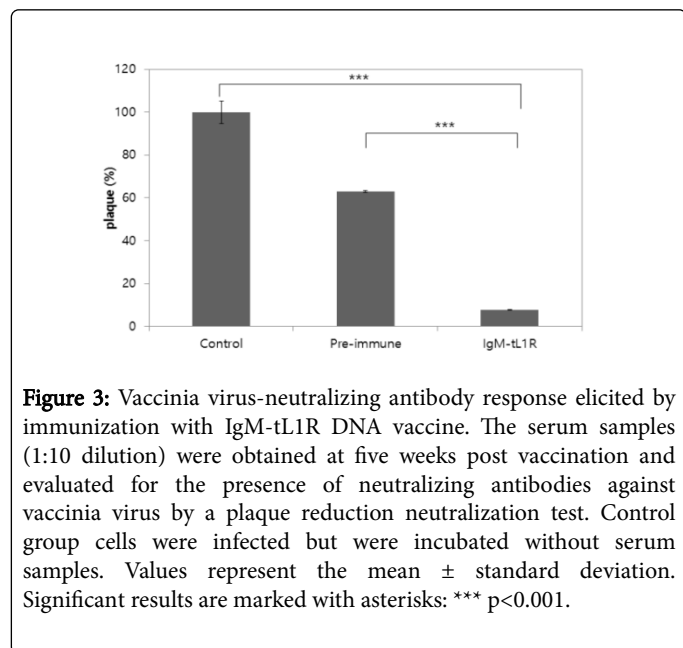 120
***
100
***
80
60
40
20
0
plaque (%)
Control
Pre-immune
IgM-tL1R
Figure 3: Vaccinia virus-neutralizing antibody response elicited by
immunization with IgM-tL1R DNA vaccine. The serum samples
(1:10 dilution) were obtained at five weeks post vaccination and
evaluated for the presence of neutralizing antibodies against
vaccinia virus by a plaque reduction neutralization test. Control
group cells were infected but were incubated without serum
samples. Values represent the mean ± standard deviation.
Significant results are marked with asterisks: *** p<0.001.